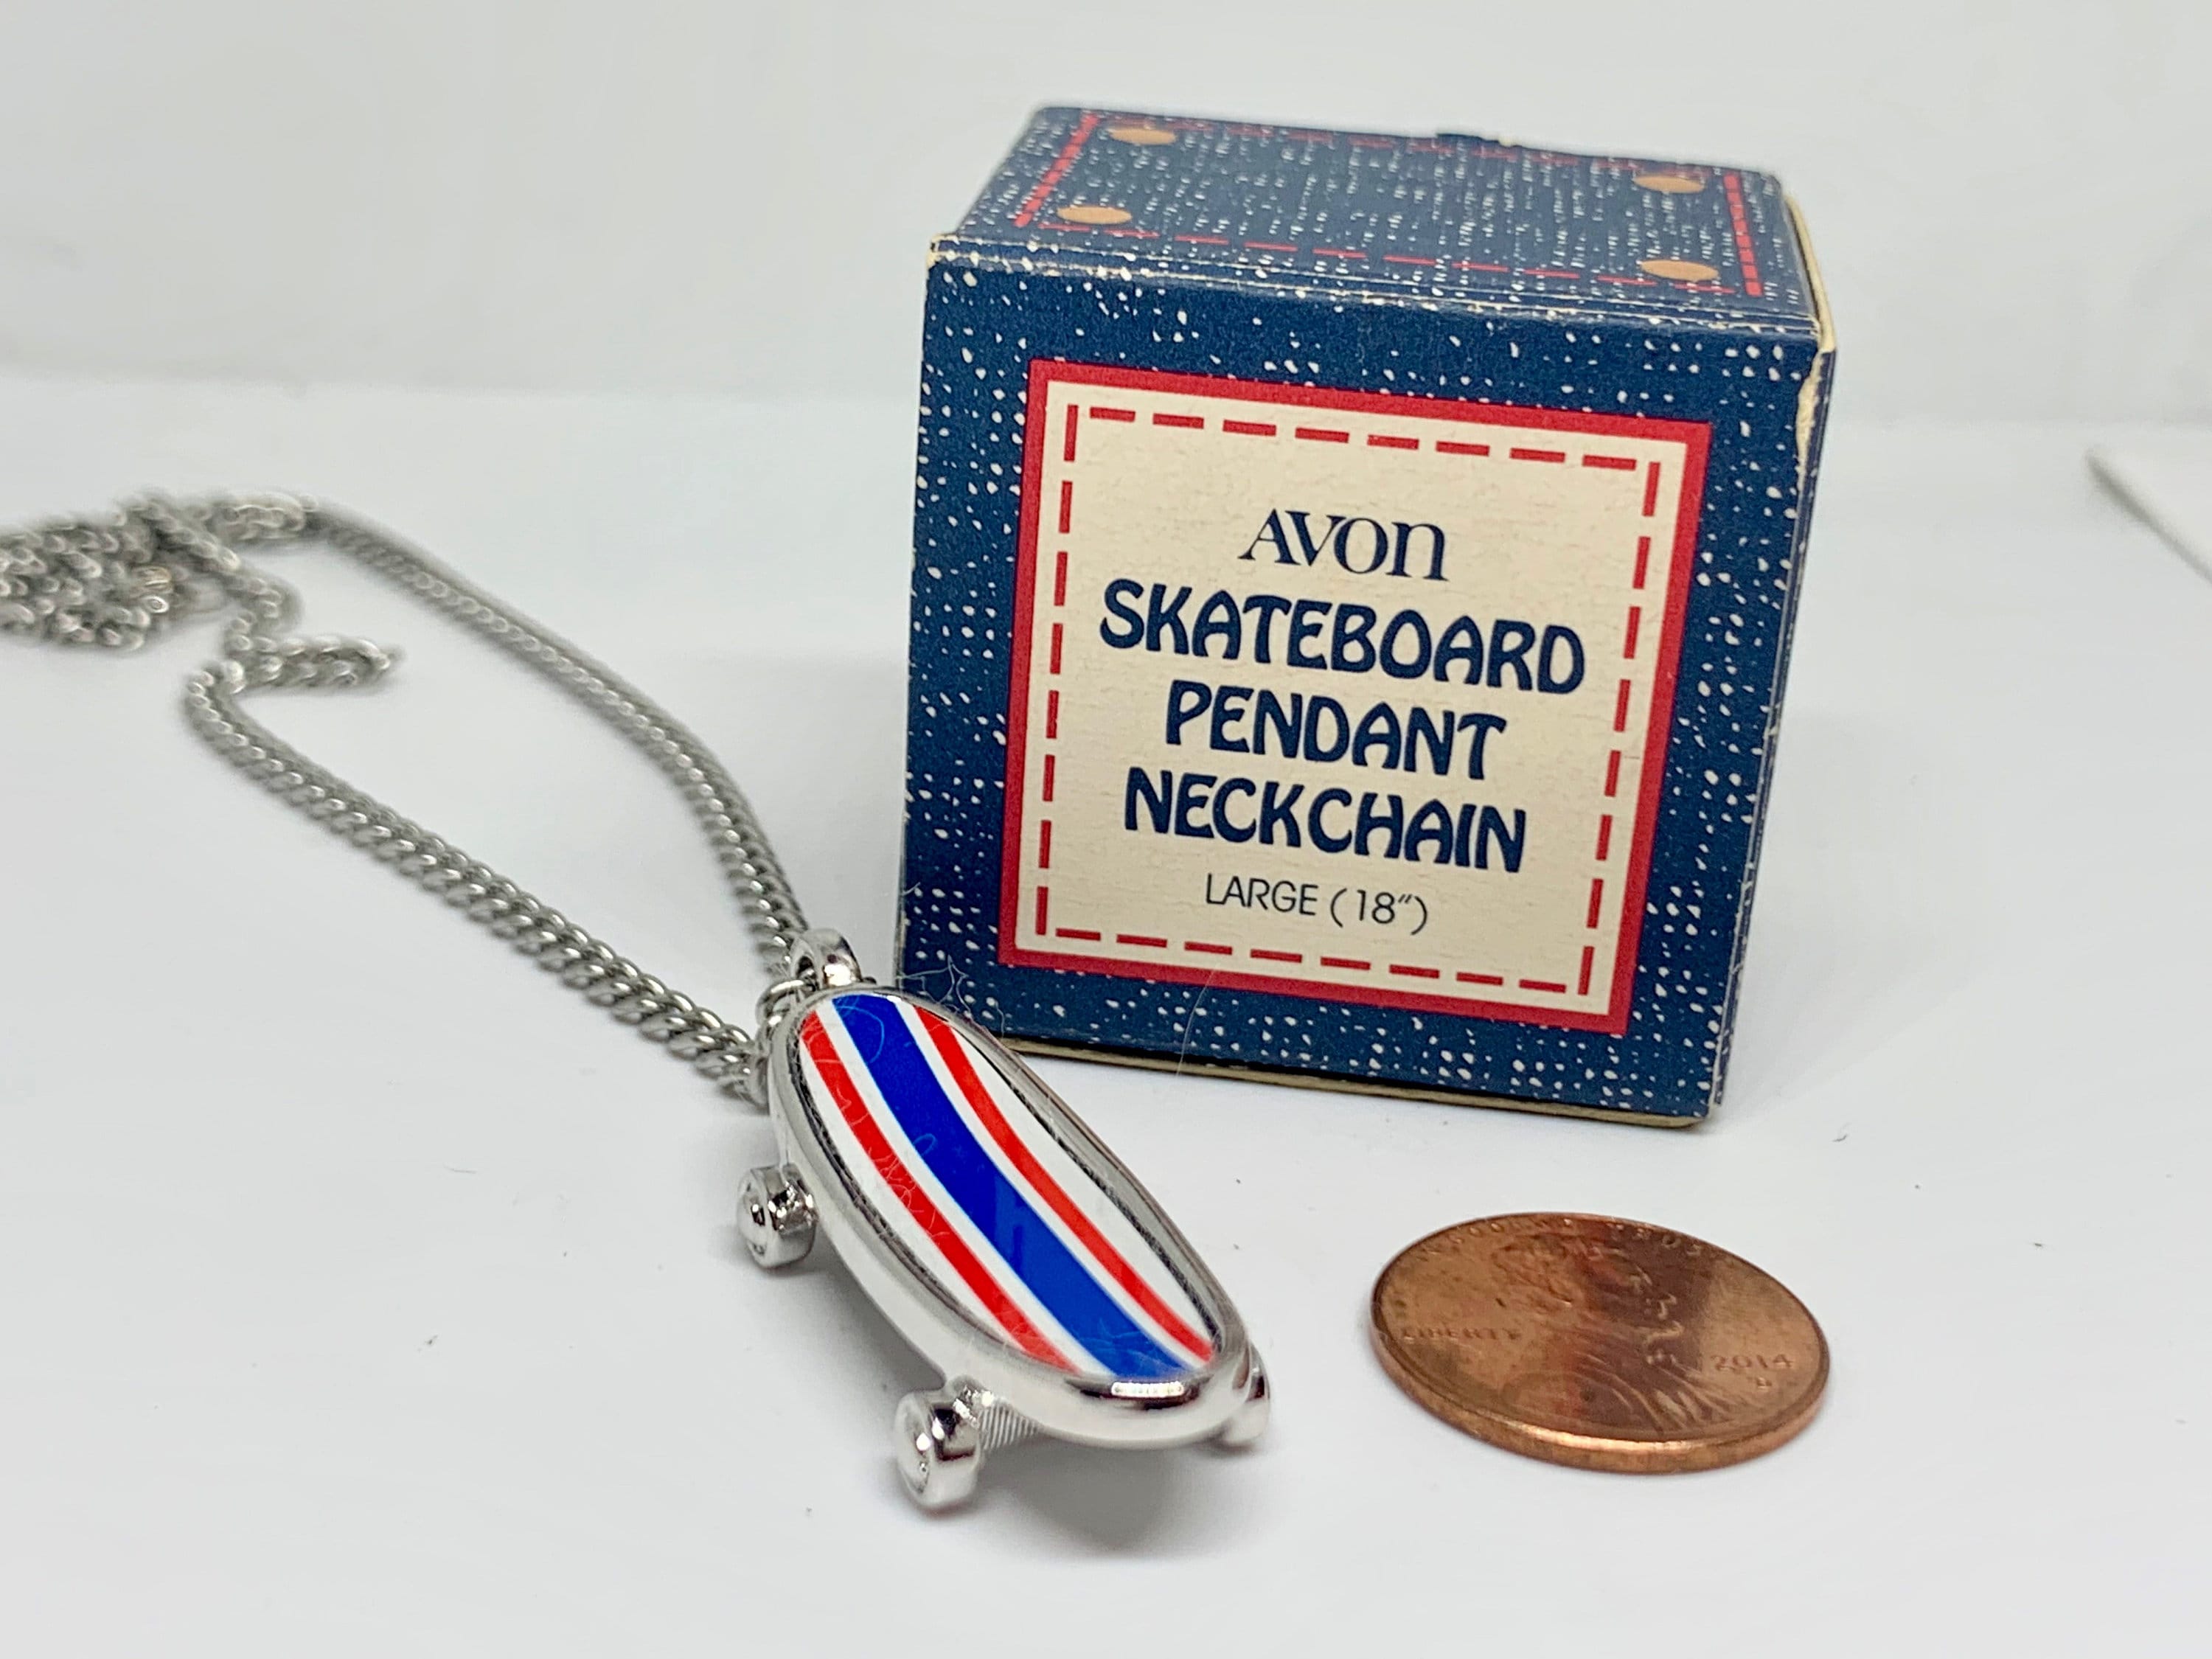 AVON
SKATEBOARD
PENDANT
NECKCHAIN
LARGE (18")
LIBERTY
2014